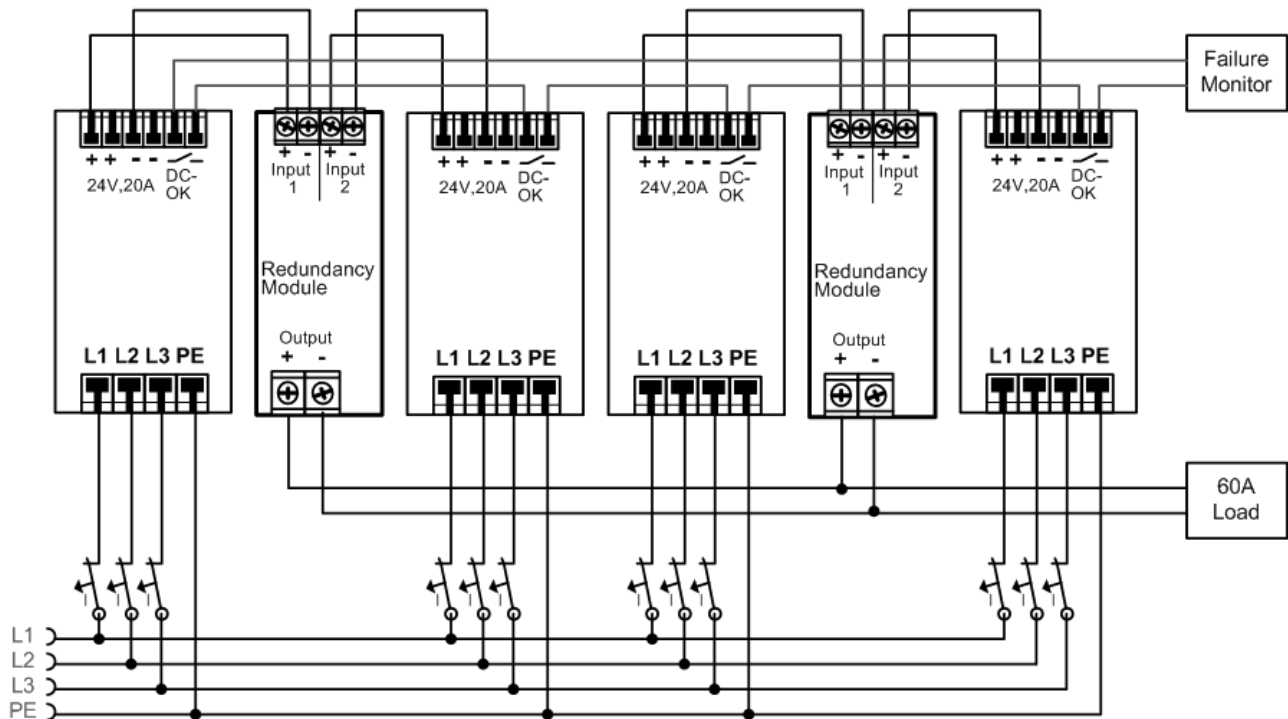 Failure
Monitor
+ + - - DC-
24V,20A OK
+ - + -
Input Input
1 2
+ + - - DC-
24V,20A OK
+ + - - DC-
24V,20A OK
+ - + -
Input Input
1 2
+ + - - DC-
24V,20A OK
Redundancy
Module
Redundancy
Module
Output
+ -
Output
+ -
L1 L2 L3 PE
L1 L2 L3 PE
L1 L2 L3 PE
L1 L2 L3 PE
60A
Load
L1
L2
L3
PE